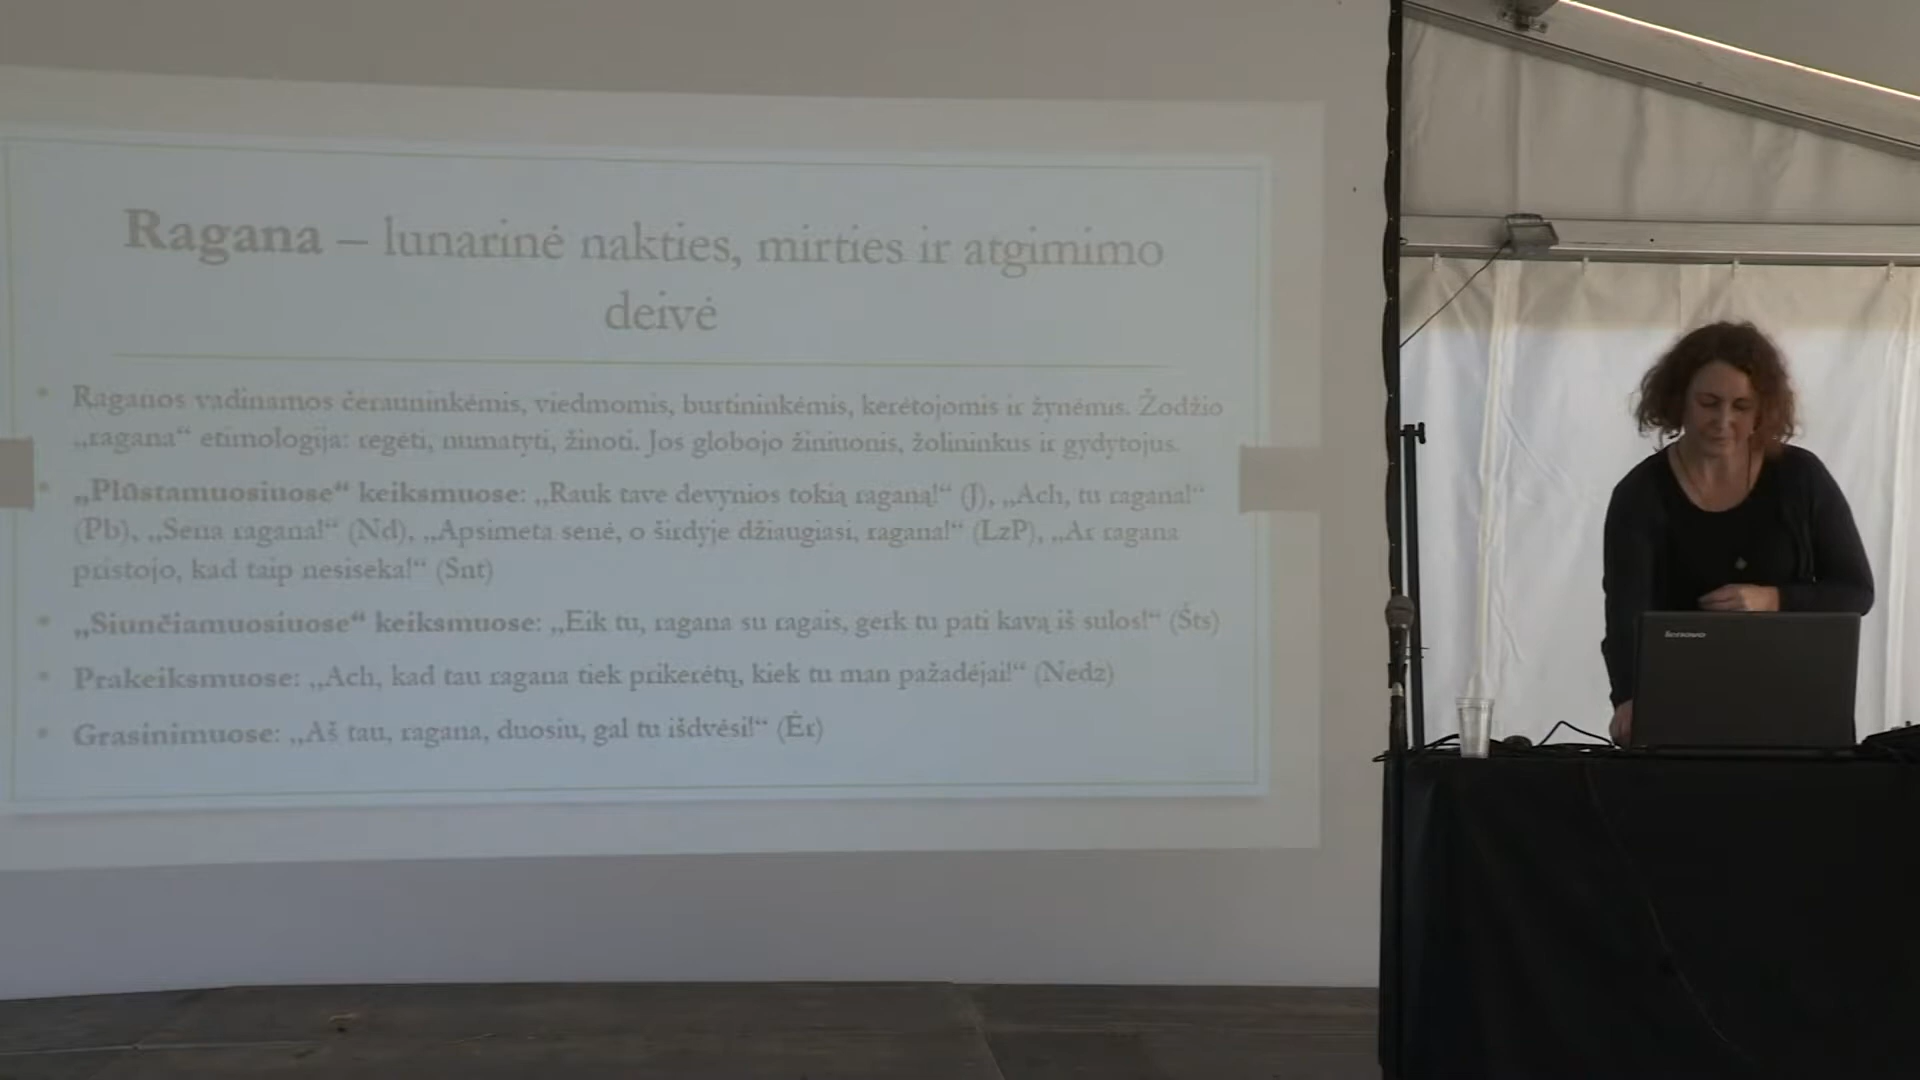 Ragana – lunarinė nakties, mirties ir atgimimo
deivė
• Raganos vadinamos čerauninkėmis, viedmomis, burtininkėmis, kerėtojomis ir žynėmis. Žodžio
„ragana“ etimologija: regėti, numatyti, žinoti. Jos globojo žiniuonis, žolininkus ir gydytojus.
• „Plūstamuosiuose“ keiksmuose: „Rauk tave devynios tokią raganą!“ (J), „Ach, tu ragana!“
(Pb), „Sena ragana!“ (Nd), „Apsimeta senė, o širdyje džiaugiasi, ragana!“ (LzP), „Ar ragana
pristojo, kad taip nesiseka!“ (Snt)
• „Siunčiamuosiuose“ keiksmuose: „Eik tu, ragana su ragais, gerk tu pati kavą iš sulos!“ (Šts)
• Prakeiksmuose: „Ach, kad tau ragana tiek prikerėtų, kiek tu man pažadėjai!“ (Nedz)
• Grasinimuose: „Aš tau, ragana, duosiu, gal tu išdvėsi!“ (Ėr)
lenovo